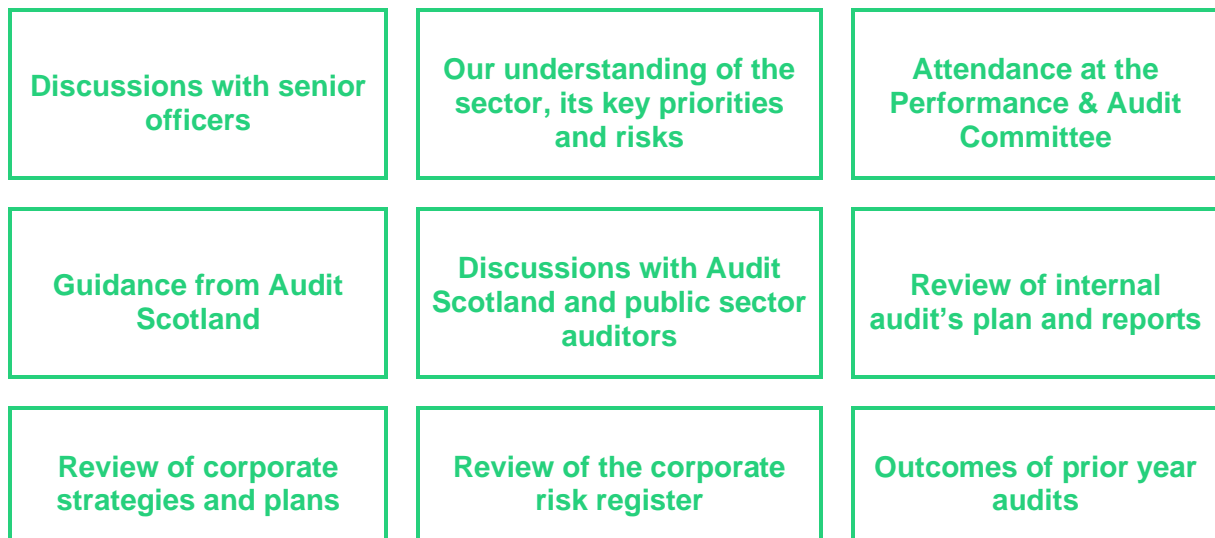 Discussions with senior
officers
Our understanding of the
sector, its key priorities
and risks
Attendance at the
Performance & Audit
Committee
Guidance from Audit
Scotland
Discussions with Audit
Scotland and public sector
auditors
Review of internal
audit’s plan and reports
Review of corporate
strategies and plans
Review of the corporate
risk register
Outcomes of prior year
audits